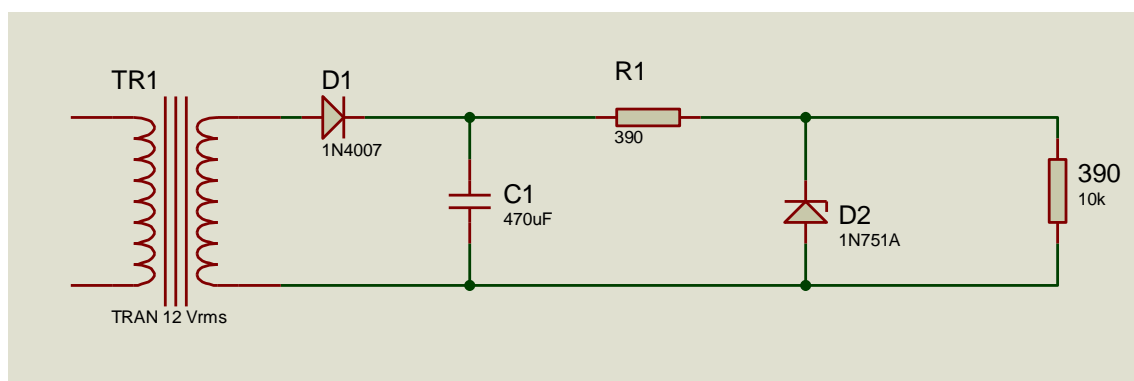 TR1
TRAN 12 Vrms
D1
1N4007
C1
470uF
R1
390
D2
1N751A
390
10k